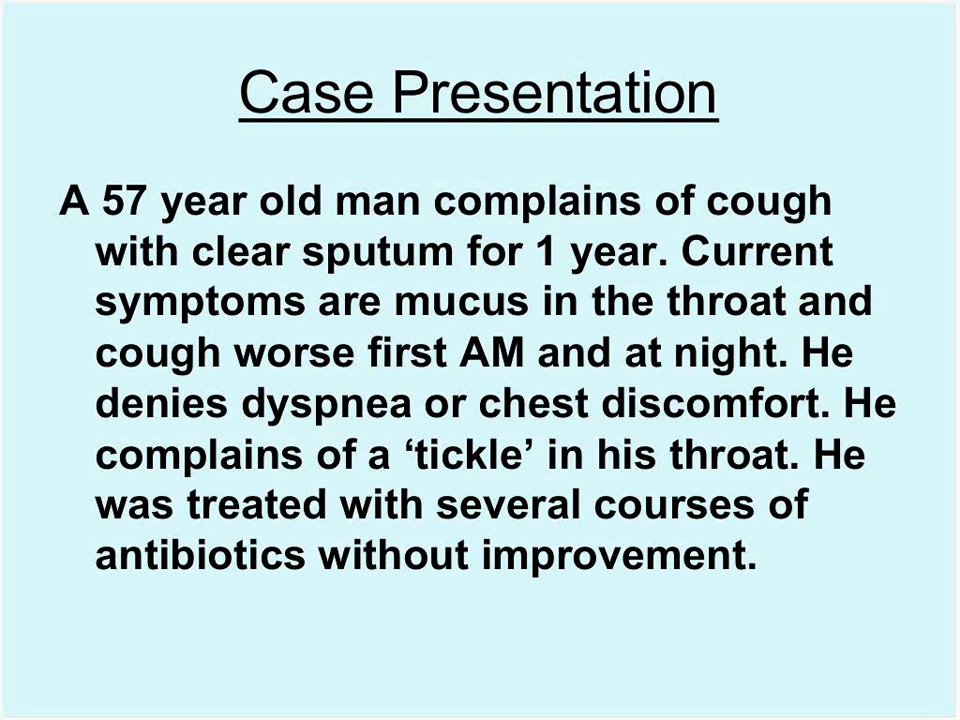 Case Presentation
A 57 year old man complains of cough
with clear sputum for 1 year. Current
symptoms are mucus in the throat and
cough worse first AM and at night. He
denies dyspnea or chest discomfort. He
complains of a ‘tickle’ in his throat. He
was treated with several courses of
antibiotics without improvement.